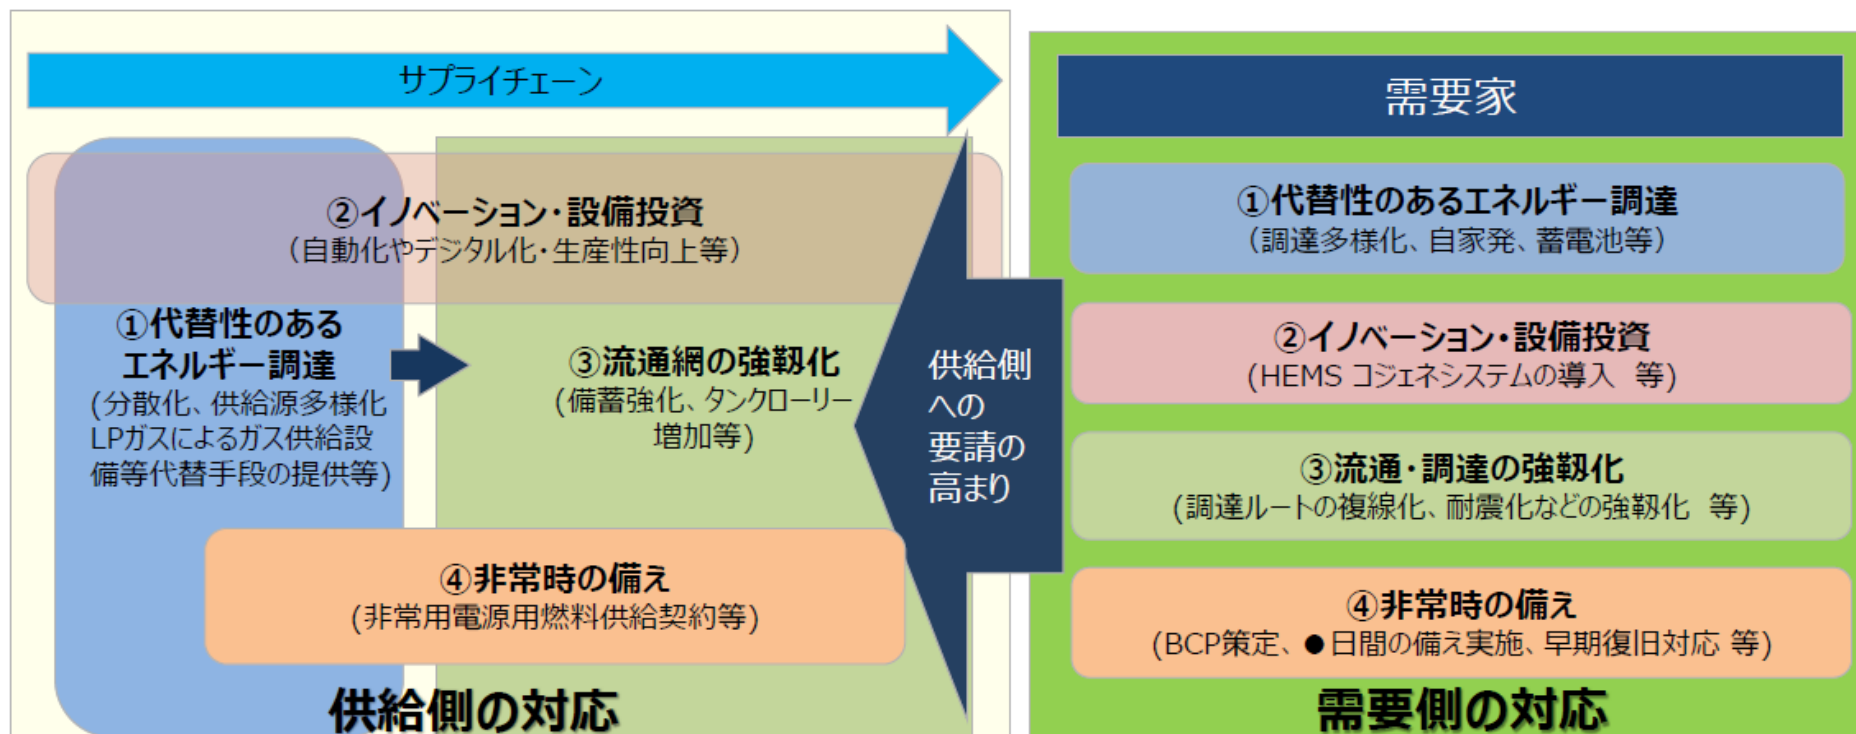 サプライチェーン
②イノベーション・設備投資
（自動化やデジタル化・生産性向上等）
①代替性のある
エネルギー調達
(分散化、供給源多様化
LPガスによるガス供給設
備等代替手段の提供等)
③流通網の強靱化
(備蓄強化、タンクローリー
増加等)
④非常時の備え
(非常用電源用燃料供給契約等)
供給側の対応
供給側
への
要請の
高まり
需要家
①代替性のあるエネルギー調達
（調達多様化、自家発、蓄電池等）
②イノベーション・設備投資
(HEMS コジェネシステムの導入 等)
③流通・調達の強靱化
(調達ルートの複線化、耐震化などの強靱化 等)
④非常時の備え
(BCP策定、●日間の備え実施、早期復旧対応 等)
需要側の対応